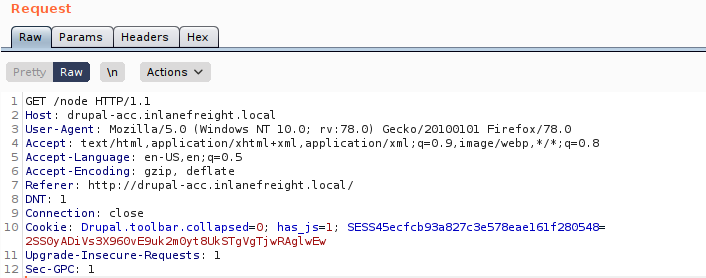 Request
Raw Params Headers Hex
Pretty Raw \n Actions
1 GET /node HTTP/1.1
2 Host: drupal-acc.inlanefreight.local
3 User-Agent: Mozilla/5.0 (Windows NT 10.0; rv:78.0) Gecko/20100101 Firefox/78.0
4 Accept: text/html,application/xhtml+xml,application/xml;q=0.9,image/webp,*/*;q=0.8
5 Accept-Language: en-US,en;q=0.5
6 Accept-Encoding: gzip, deflate
7 Referer: http://drupal-acc.inlanefreight.local/
8 DNT: 1
9 Connection: close
10 Cookie: Drupal.toolbar.collapsed=0; has_js=1; SESS45ecfcb93a827c3e578eae161f280548=
2SS0yADiVs3X960vE9uk2m0yt8UkSTgVgTjwRAglwEw
11 Upgrade-Insecure-Requests: 1
12 Sec-GPC: 1